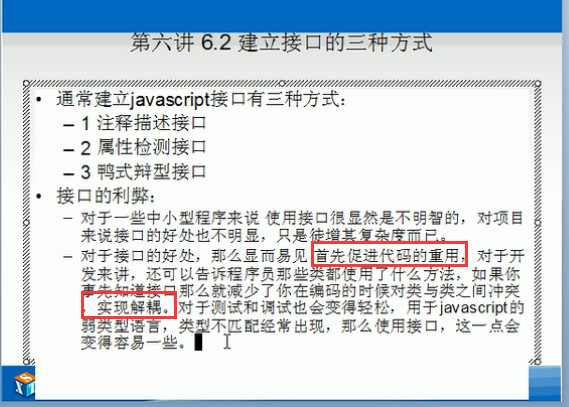 第六讲 6.2 建立接口的三种方式
• 通常建立javascript接口有三种方式：
– 1 注释描述接口
– 2 属性检测接口
– 3 鸭式辩型接口
• 接口的利弊：
– 对于一些中小型程序来说 使用接口很显然是不明智的，对项目
来说接口的好处也不明显，只是徒增其复杂度而已。
– 对于接口的好处，那么显而易见 首先促进代码的重用，对于开
发来讲，还可以告诉程序员那些类都使用了什么方法，如果你
事先知道接口那么就减少了你在编码的时候对类与类之间冲突
，实现解耦。对于测试和调试也会变得轻松，用于javascript的
弱类型语言，类型不匹配经常出现，那么使用接口，这一点会
变得容易一些。